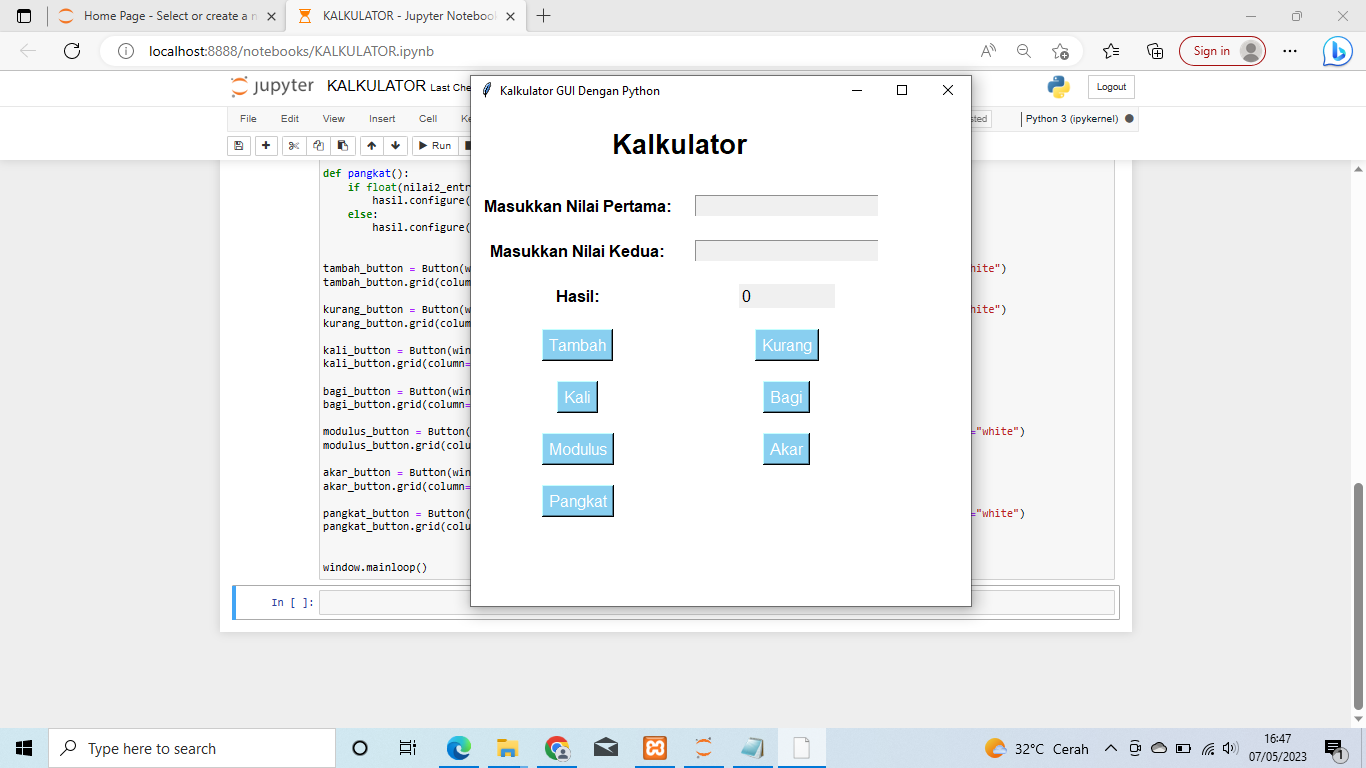 Home Page - Select or create a n
KALKULATOR - Jupyter Noteboo
localhost:8888/notebooks/KALKULATOR.ipynb
Sign in
jupyter KALKULATOR Last Che
Logout
File Edit View Insert Cell Ke
sted
Python 3 (ipykernel)
Run
Kalkulator GUI Dengan Python
Kalkulator
Masukkan Nilai Pertama:
Masukkan Nilai Kedua:
Hasil: 0
Tambah Kurang
Kali Bagi
Modulus Akar
Pangkat
def pangkat():
if float(nilai2_entr
hasil.configure(
else:
hasil.configure(
tambah_button = Button(w
hite")
tambah_button.grid(colum
kurang_button = Button(w
hite")
kurang_button.grid(colum
kali_button = Button(win
kali_button.grid(column=
bagi_button = Button(win
bagi_button.grid(column=
modulus_button = Button(
="white")
modulus_button.grid(colu
akar_button = Button(win
akar_button.grid(column=
pangkat_button = Button(
="white")
pangkat_button.grid(colu
window.mainloop()
In [ ]:
Type here to search
32°C Cerah
16:47
07/05/2023
1